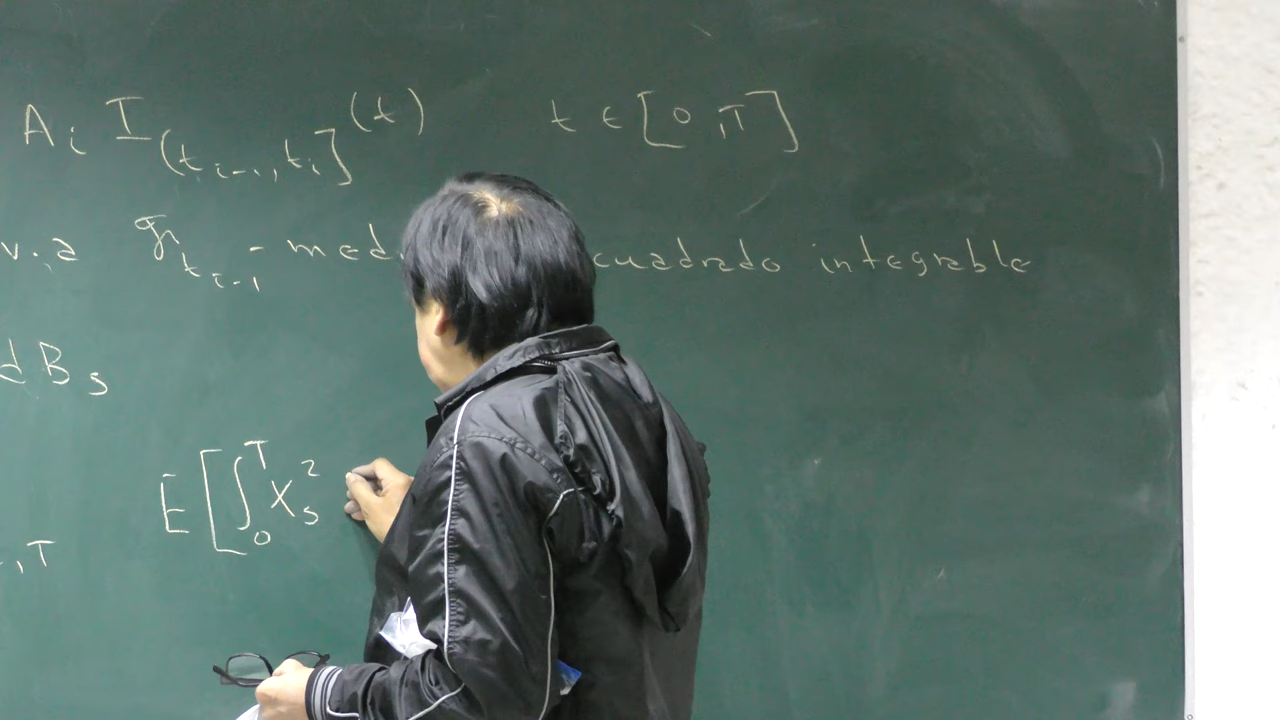 A_i I_{(t_{i-1}, t_i]}(t) t ∈ [0, T]
v.a 𝓕_{t_{i-1}} - med cuadrado integrable
dB_s
E[∫_0^T X_s^2
, T